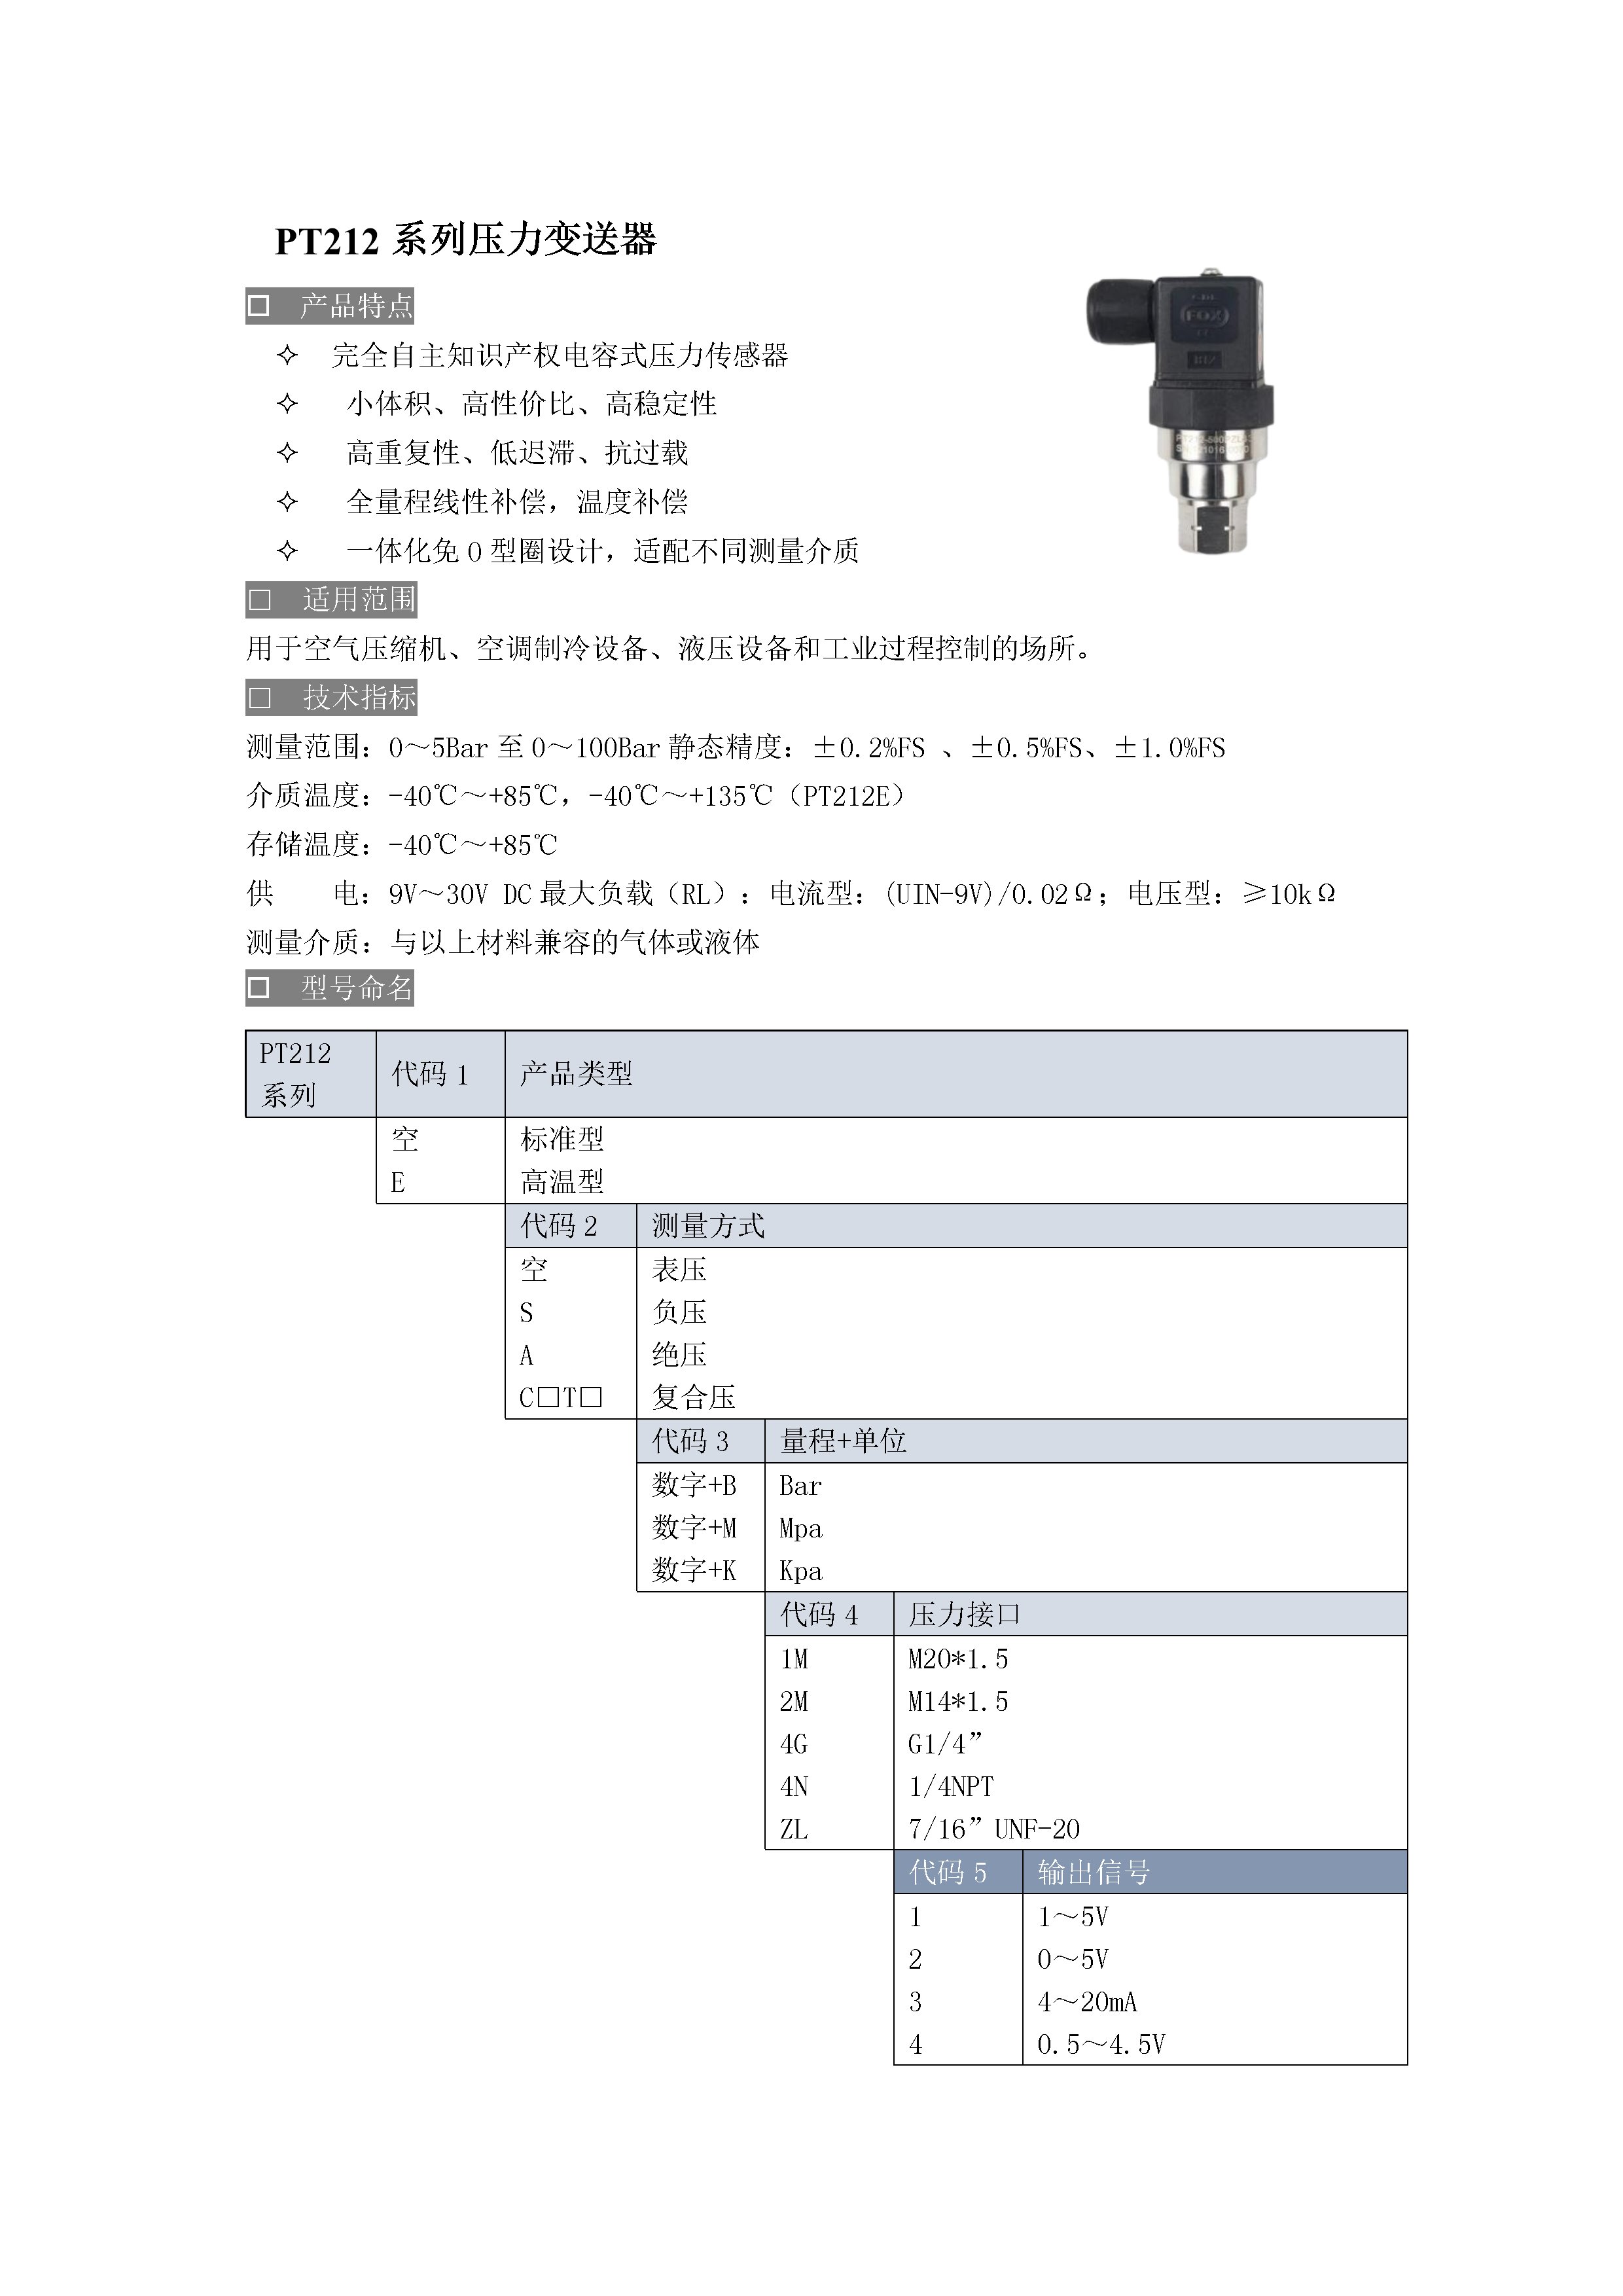 PT212 系列压力变送器
□ 产品特点
✧ 完全自主知识产权电容式压力传感器
✧ 小体积、高性价比、高稳定性
✧ 高重复性、低迟滞、抗过载
✧ 全量程线性补偿，温度补偿
✧ 一体化免 O 型圈设计，适配不同测量介质
FOX
□ 适用范围
用于空气压缩机、空调制冷设备、液压设备和工业过程控制的场所。
□ 技术指标
测量范围：0～5Bar 至 0～100Bar 静态精度：±0.2%FS 、±0.5%FS、±1.0%FS
介质温度：-40℃～+85℃，-40℃～+135℃（PT212E）
存储温度：-40℃～+85℃
供 电：9V～30V DC 最大负载（RL）：电流型：(UIN-9V)/0.02Ω；电压型：≥10kΩ
测量介质：与以上材料兼容的气体或液体
□ 型号命名
PT212 系列 代码 1 产品类型
空 标准型
E 高温型
代码 2 测量方式
空 表压
S 负压
A 绝压
C□T□ 复合压
代码 3 量程+单位
数字+B Bar
数字+M Mpa
数字+K Kpa
代码 4 压力接口
1M M20*1.5
2M M14*1.5
4G G1/4”
4N 1/4NPT
ZL 7/16”UNF-20
代码 5 输出信号
1 1～5V
2 0～5V
3 4～20mA
4 0.5～4.5V